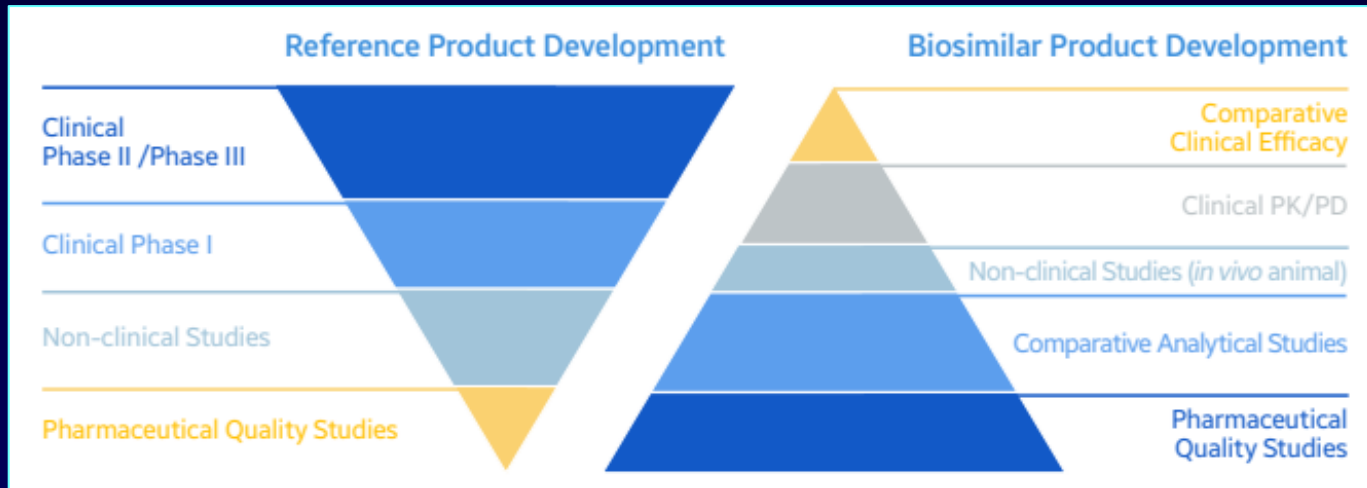 Reference Product Development
Clinical
Phase II /Phase III
Clinical Phase I
Non-clinical Studies
Pharmaceutical Quality Studies
Biosimilar Product Development
Comparative
Clinical Efficacy
Clinical PK/PD
Non-clinical Studies (in vivo animal)
Comparative Analytical Studies
Pharmaceutical
Quality Studies